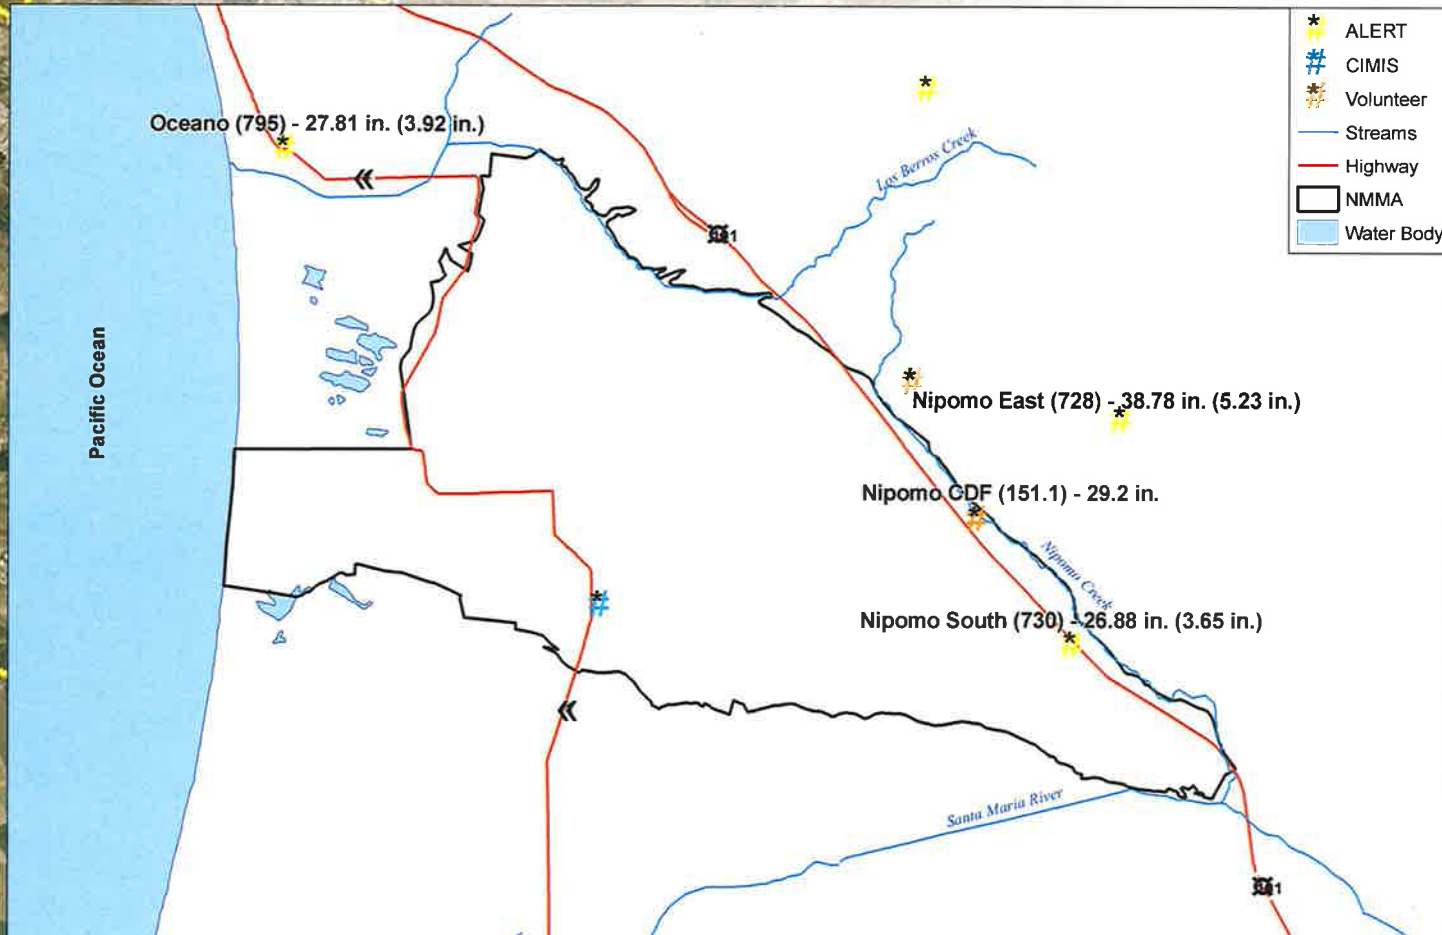 ALERT
CIMIS
Volunteer
Streams
Highway
NMMA
Water Body
Oceano (795) - 27.81 in. (3.92 in.)
Los Berros Creek
Pacific Ocean
Nipomo East (728) - 38.78 in. (5.23 in.)
Nipomo CDF (151.1) - 29.2 in.
Nipomo Creek
Nipomo South (730) - 26.88 in. (3.65 in.)
Santa Maria River